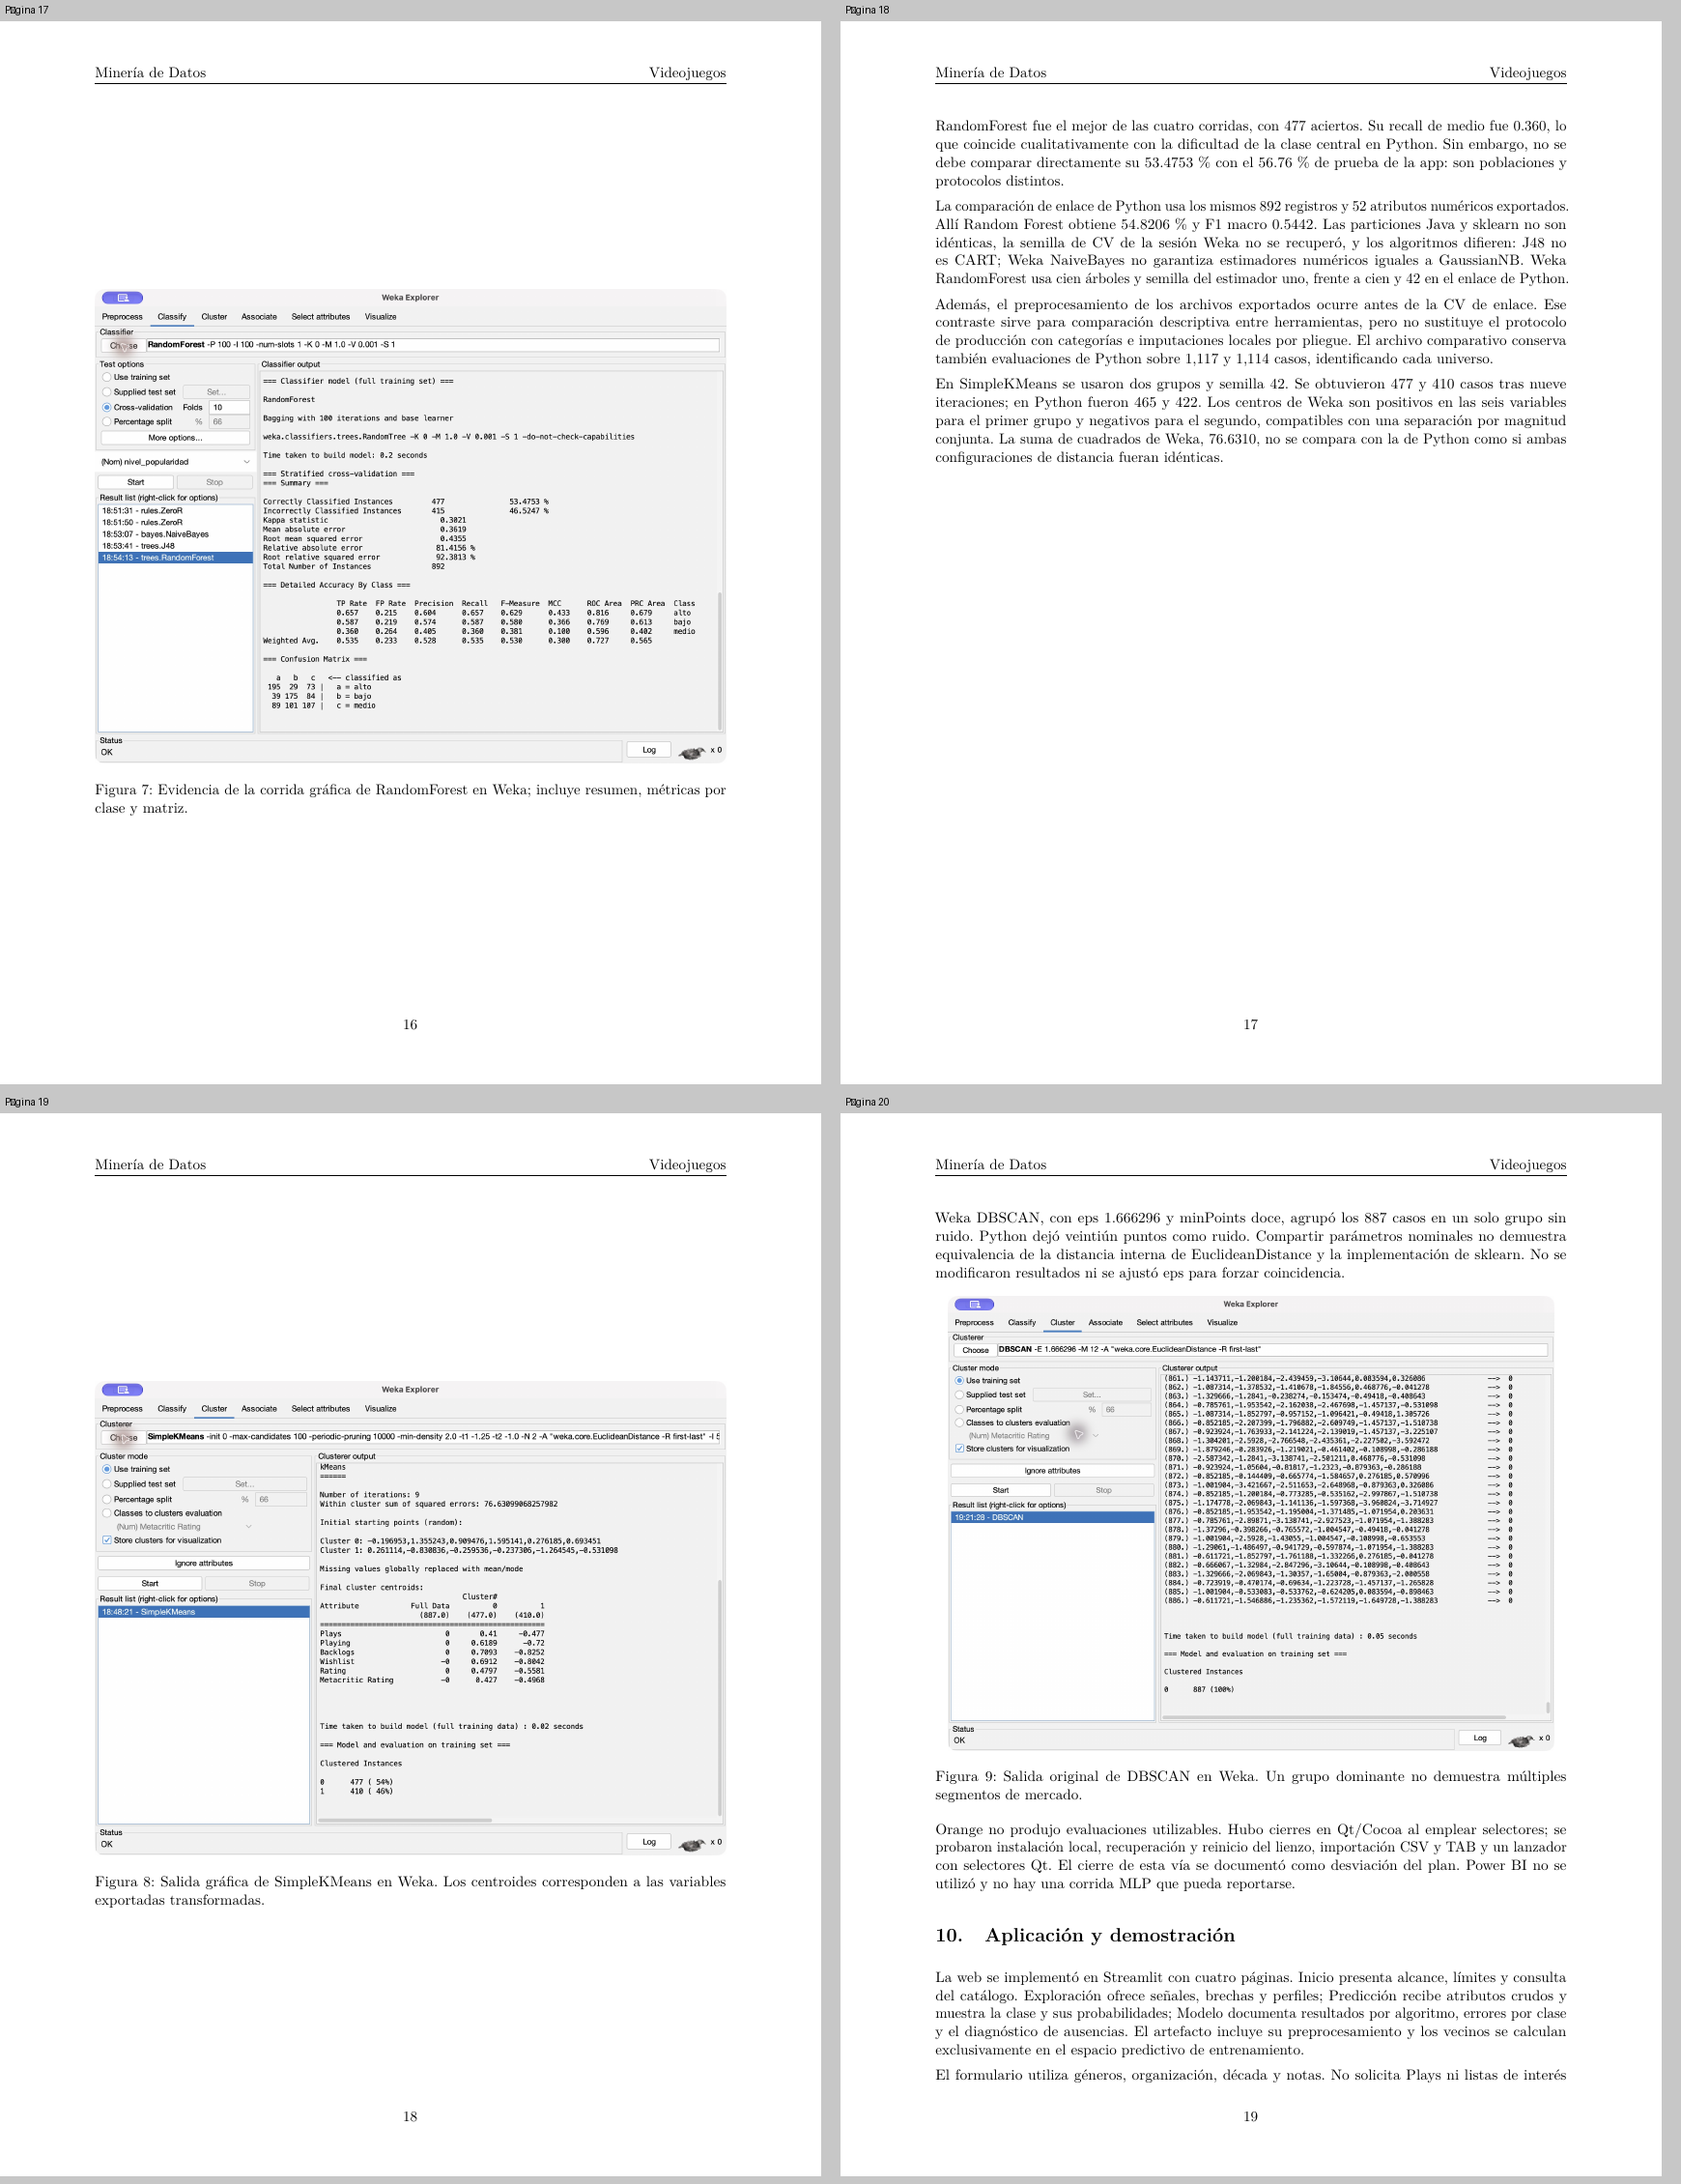 Página 17
Minería de Datos Videojuegos
Weka Explorer
Preprocess Classify Cluster Associate Select attributes Visualize
Classifier
Choose RandomForest -P 100 -I 100 -num-slots 1 -K 0 -M 1.0 -V 0.001 -S 1
Test options
Use training set
Supplied test set Set...
Cross-validation Folds 10
Percentage split % 66
More options...
(Nom) nivel_popularidad
Start Stop
Result list (right-click for options)
18:51:31 - rules.ZeroR
18:51:50 - rules.ZeroR
18:53:07 - bayes.NaiveBayes
18:53:41 - trees.J48
18:54:13 - trees.RandomForest
Classifier output
=== Classifier model (full training set) ===
RandomForest
Bagging with 100 iterations and base learner
weka.classifiers.trees.RandomTree -K 0 -M 1.0 -V 0.001 -S 1 -do-not-check-capabilities
Time taken to build model: 0.2 seconds
=== Stratified cross-validation ===
=== Summary ===
Correctly Classified Instances 477 53.4753 %
Incorrectly Classified Instances 415 46.5247 %
Kappa statistic 0.3021
Mean absolute error 0.3619
Root mean squared error 0.4355
Relative absolute error 81.4156 %
Root relative squared error 92.3813 %
Total Number of Instances 892
=== Detailed Accuracy By Class ===
TP Rate FP Rate Precision Recall F-Measure MCC ROC Area PRC Area Class
0.657 0.215 0.604 0.657 0.629 0.433 0.816 0.679 alto
0.587 0.219 0.574 0.587 0.580 0.366 0.769 0.613 bajo
0.360 0.264 0.405 0.360 0.381 0.100 0.596 0.402 medio
Weighted Avg. 0.535 0.233 0.528 0.535 0.530 0.300 0.727 0.565
=== Confusion Matrix ===
a b c <-- classified as
195 29 73 | a = alto
39 175 84 | b = bajo
89 101 107 | c = medio
Status
OK Log x 0
Figura 7: Evidencia de la corrida gráfica de RandomForest en Weka; incluye resumen, métricas por
clase y matriz.
16
Página 18
Minería de Datos Videojuegos
RandomForest fue el mejor de las cuatro corridas, con 477 aciertos. Su recall de medio fue 0.360, lo
que coincide cualitativamente con la dificultad de la clase central en Python. Sin embargo, no se
debe comparar directamente su 53.4753 % con el 56.76 % de prueba de la app: son poblaciones y
protocolos distintos.
La comparación de enlace de Python usa los mismos 892 registros y 52 atributos numéricos exportados.
Allí Random Forest obtiene 54.8206 % y F1 macro 0.5442. Las particiones Java y sklearn no son
idénticas, la semilla de CV de la sesión Weka no se recuperó, y los algoritmos difieren: J48 no
es CART; Weka NaiveBayes no garantiza estimadores numéricos iguales a GaussianNB. Weka
RandomForest usa cien árboles y semilla del estimador uno, frente a cien y 42 en el enlace de Python.
Además, el preprocesamiento de los archivos exportados ocurre antes de la CV de enlace. Ese
contraste sirve para comparación descriptiva entre herramientas, pero no sustituye el protocolo
de producción con categorías e imputaciones locales por pliegue. El archivo comparativo conserva
también evaluaciones de Python sobre 1,117 y 1,114 casos, identificando cada universo.
En SimpleKMeans se usaron dos grupos y semilla 42. Se obtuvieron 477 y 410 casos tras nueve
iteraciones; en Python fueron 465 y 422. Los centros de Weka son positivos en las seis variables
para el primer grupo y negativos para el segundo, compatibles con una separación por magnitud
conjunta. La suma de cuadrados de Weka, 76.6310, no se compara con la de Python como si ambas
configuraciones de distancia fueran idénticas.
17
Página 19
Minería de Datos Videojuegos
Weka Explorer
Preprocess Classify Cluster Associate Select attributes Visualize
Clusterer
Choose SimpleKMeans -init 0 -max-candidates 100 -periodic-pruning 10000 -min-density 2.0 -t1 -1.25 -t2 -1.0 -N 2 -A "weka.core.EuclideanDistance -R first-last" -I 5
Cluster mode
Use training set
Supplied test set Set...
Percentage split % 66
Classes to clusters evaluation
(Num) Metacritic Rating
Store clusters for visualization
Ignore attributes
Start Stop
Result list (right-click for options)
18:48:21 - SimpleKMeans
Clusterer output
kMeans
======
Number of iterations: 9
Within cluster sum of squared errors: 76.63099068257982
Initial starting points (random):
Cluster 0: -0.196953,1.355243,0.909476,1.595141,0.276185,0.693451
Cluster 1: 0.261114,-0.830836,-0.259536,-0.237306,-1.264545,-0.531098
Missing values globally replaced with mean/mode
Final cluster centroids:
Cluster#
Attribute Full Data 0 1
(887.0) (477.0) (410.0)
Plays 0 0.41 -0.477
Playing 0 0.6189 -0.72
Backlogs 0 0.7093 -0.8252
Wishlist -0 0.6912 -0.8042
Rating 0 0.4797 -0.5581
Metacritic Rating -0 0.427 -0.4968
Time taken to build model (full training data) : 0.02 seconds
=== Model and evaluation on training set ===
Clustered Instances
0 477 ( 54%)
1 410 ( 46%)
Status
OK Log x 0
Figura 8: Salida gráfica de SimpleKMeans en Weka. Los centroides corresponden a las variables
exportadas transformadas.
18
Página 20
Minería de Datos Videojuegos
Weka DBSCAN, con eps 1.666296 y minPoints doce, agrupó los 887 casos en un solo grupo sin
ruido. Python dejó veintiún puntos como ruido. Compartir parámetros nominales no demuestra
equivalencia de la distancia interna de EuclideanDistance y la implementación de sklearn. No se
modificaron resultados ni se ajustó eps para forzar coincidencia.
Weka Explorer
Preprocess Classify Cluster Associate Select attributes Visualize
Clusterer
Choose DBSCAN -E 1.666296 -M 12 -A "weka.core.EuclideanDistance -R first-last"
Cluster mode
Use training set
Supplied test set Set...
Percentage split % 66
Classes to clusters evaluation
(Num) Metacritic Rating
Store clusters for visualization
Ignore attributes
Start Stop
Result list (right-click for options)
19:21:28 - DBSCAN
Clusterer output
Time taken to build model (full training data) : 0.05 seconds
=== Model and evaluation on training set ===
Clustered Instances
0 887 (100%)
Status
OK Log x 0
Figura 9: Salida original de DBSCAN en Weka. Un grupo dominante no demuestra múltiples
segmentos de mercado.
Orange no produjo evaluaciones utilizables. Hubo cierres en Qt/Cocoa al emplear selectores; se
probaron instalación local, recuperación y reinicio del lienzo, importación CSV y TAB y un lanzador
con selectores Qt. El cierre de esta vía se documentó como desviación del plan. Power BI no se
utilizó y no hay una corrida MLP que pueda reportarse.
10. Aplicación y demostración
La web se implementó en Streamlit con cuatro páginas. Inicio presenta alcance, límites y consulta
del catálogo. Exploración ofrece señales, brechas y perfiles; Predicción recibe atributos crudos y
muestra la clase y sus probabilidades; Modelo documenta resultados por algoritmo, errores por clase
y el diagnóstico de ausencias. El artefacto incluye su preprocesamiento y los vecinos se calculan
exclusivamente en el espacio predictivo de entrenamiento.
El formulario utiliza géneros, organización, década y notas. No solicita Plays ni listas de interés
19